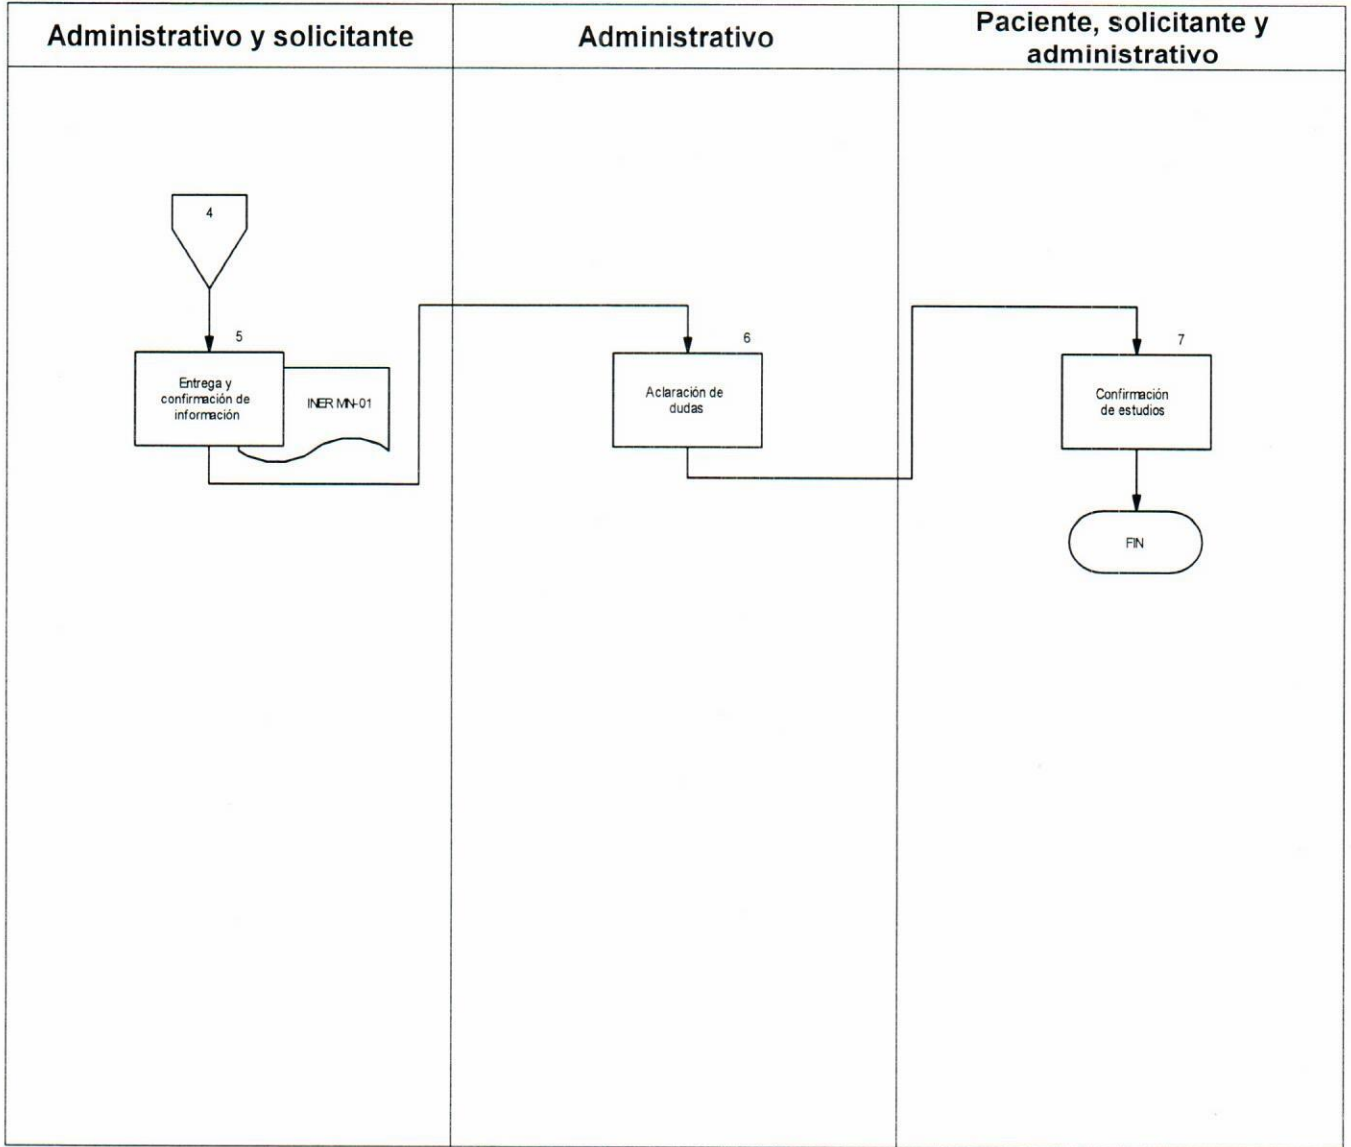 Administrativo y solicitante
Administrativo
Paciente, solicitante y
administrativo
4
5
Entrega y
confirmación de
información
INER MN-01
6
Aclaración de
dudas
7
Confirmación
de estudios
FIN